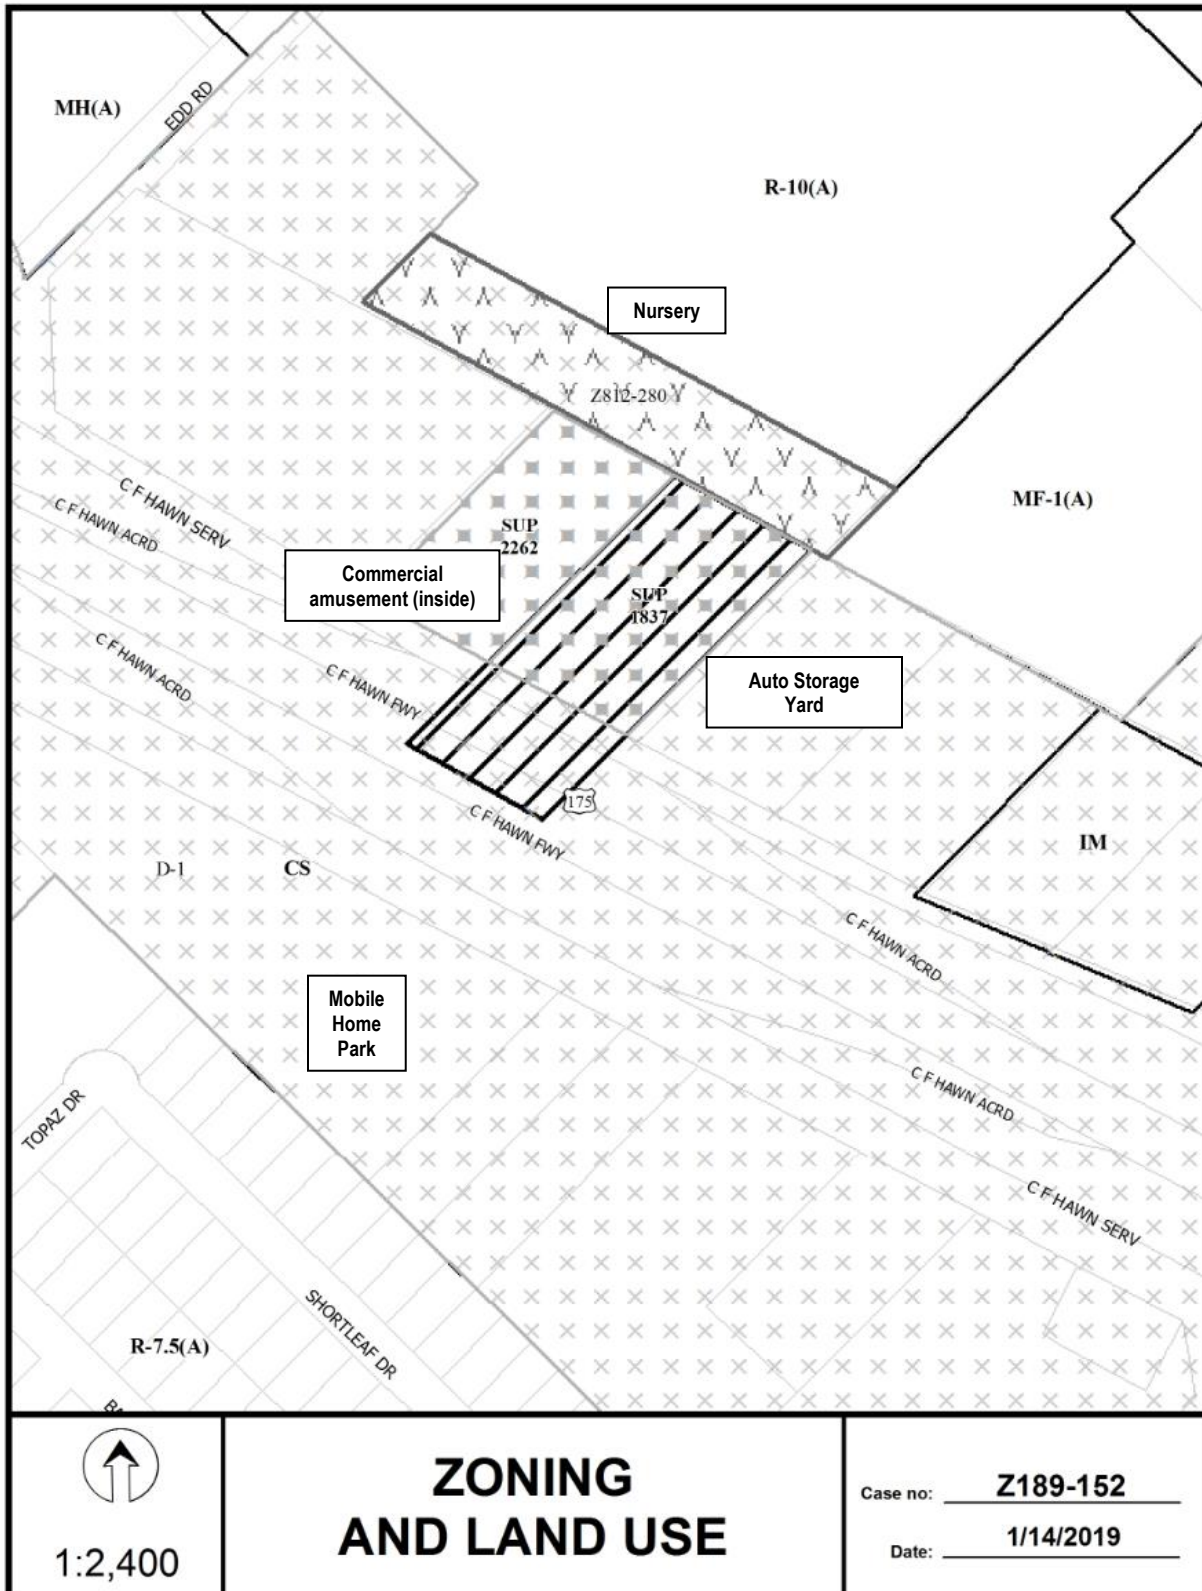 MH(A)
EDD RD
R-10(A)
Nursery
Z812-280
C F HAWN SERV
C F HAWN ACRD
MF-1(A)
SUP
2262
Commercial
amusement (inside)
SUP
1837
C F HAWN ACRD
C F HAWN FWY
Auto Storage
Yard
175
C F HAWN FWY
IM
D-1
CS
C F HAWN ACRD
Mobile
Home
Park
TOPAZ DR
C F HAWN ACRD
C F HAWN SERV
SHORTLEAF DR
R-7.5(A)
1:2,400
ZONING
AND LAND USE
Case no: Z189-152
Date: 1/14/2019